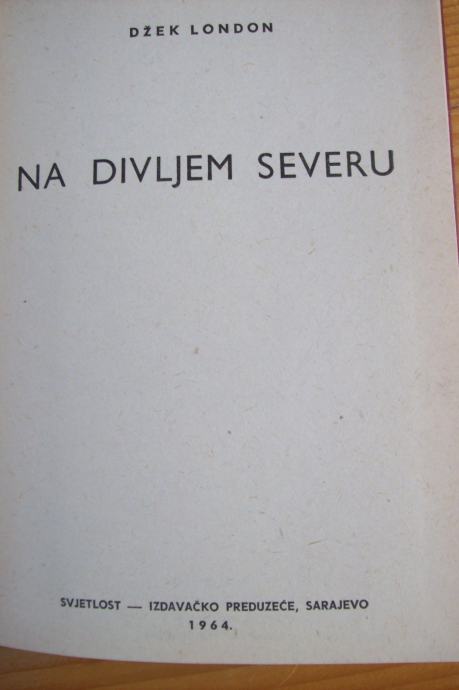 DŽEK LONDON
NA DIVLJEM SEVERU
SVJETLOST — IZDAVAČKO PREDUZEĆE, SARAJEVO
1964.